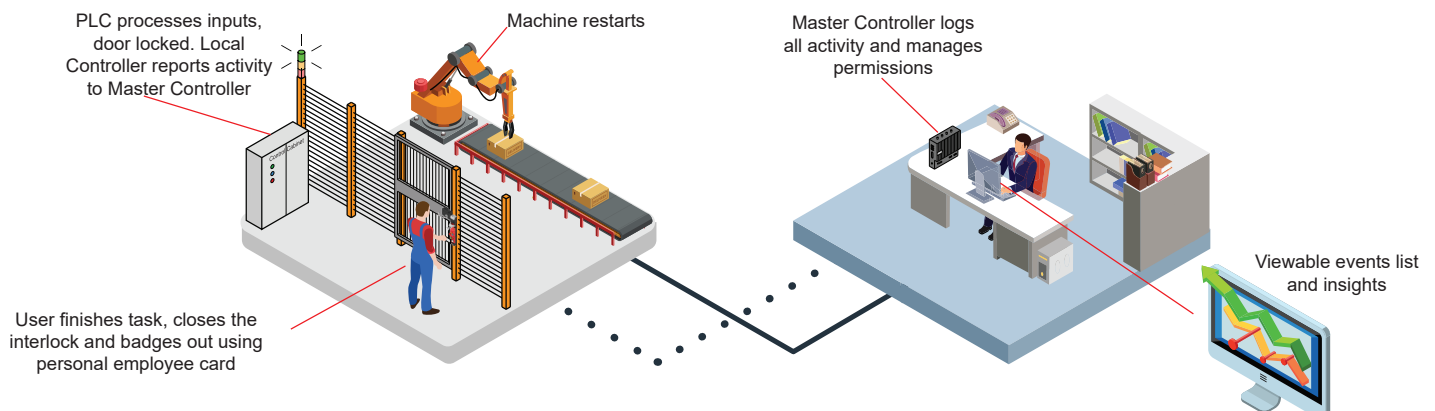 PLC processes inputs,
door locked. Local
Controller reports activity
to Master Controller
Machine restarts
Master Controller logs
all activity and manages
permissions
Control Cabinet
Viewable events list
and insights
User finishes task, closes the
interlock and badges out using
personal employee card